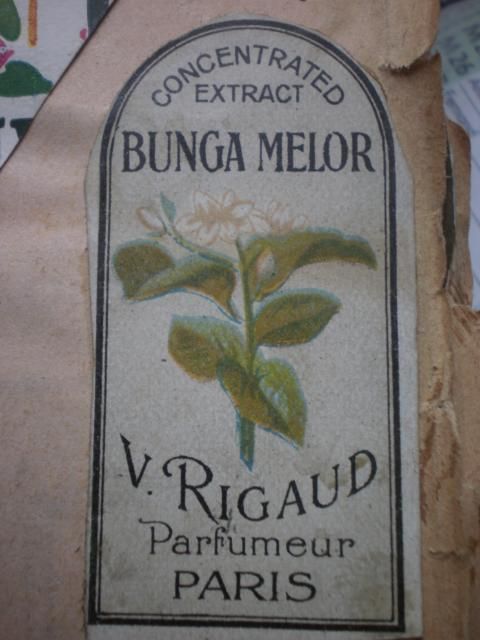 CONCENTRATED
EXTRACT
BUNGA MELOR
V. RIGAUD
Parfumeur
PARIS